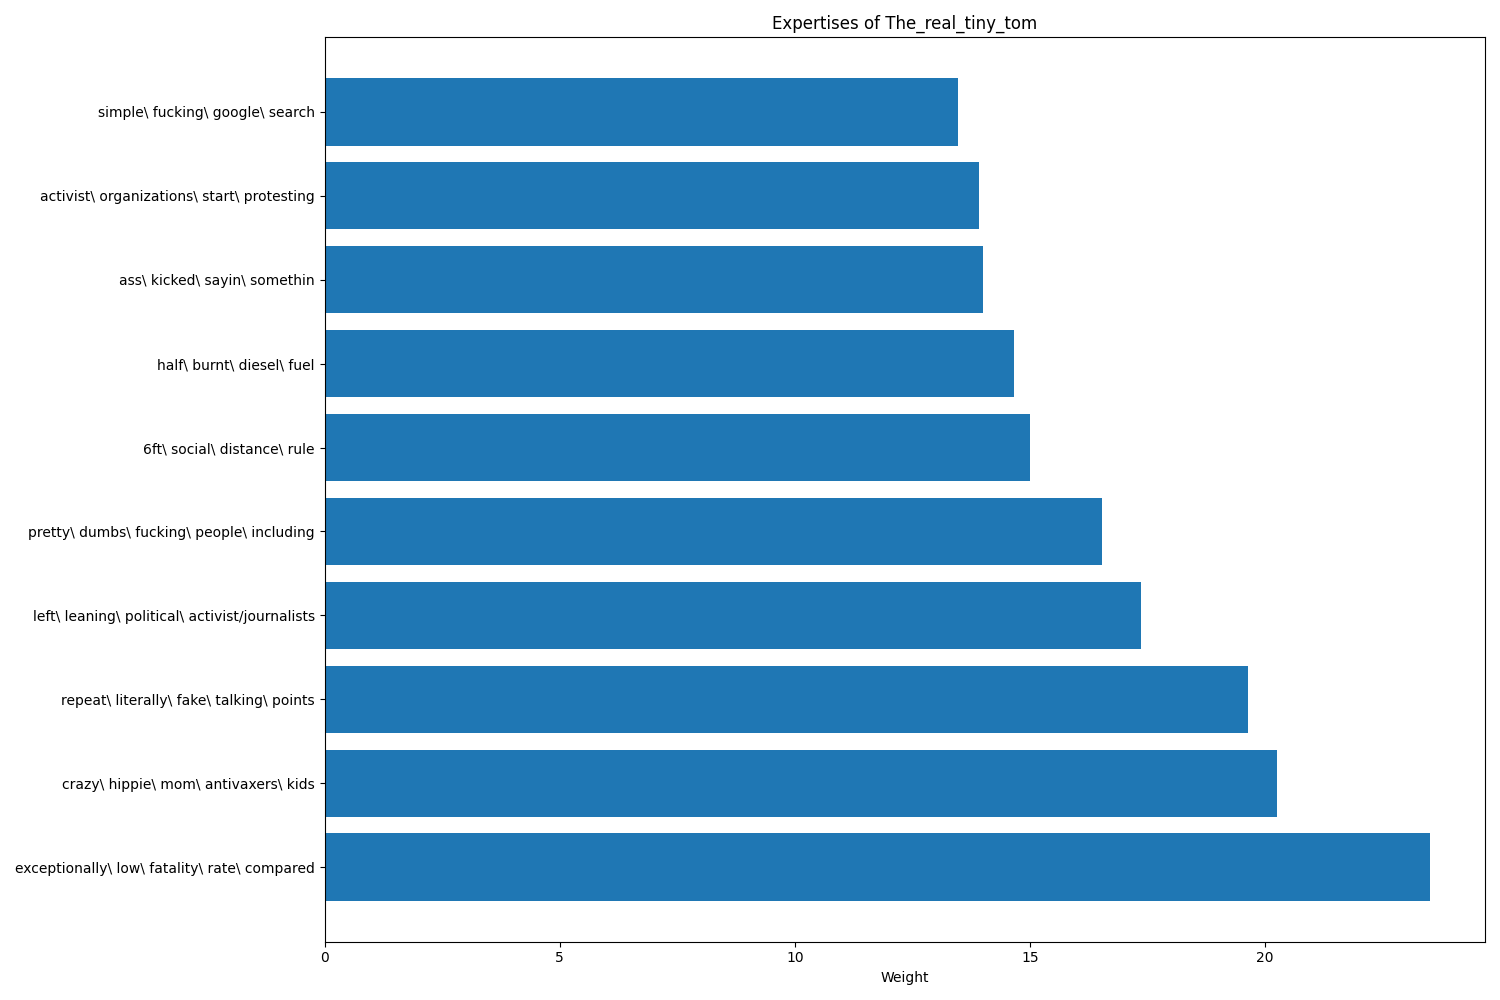 Expertises of The_real_tiny_tom
simple\ fucking\ google\ search
activist\ organizations\ start\ protesting
ass\ kicked\ sayin\ somethin
half\ burnt\ diesel\ fuel
6ft\ social\ distance\ rule
pretty\ dumbs\ fucking\ people\ including
left\ leaning\ political\ activist/journalists
repeat\ literally\ fake\ talking\ points
crazy\ hippie\ mom\ antivaxers\ kids
exceptionally\ low\ fatality\ rate\ compared
0 5 10 15 20
Weight